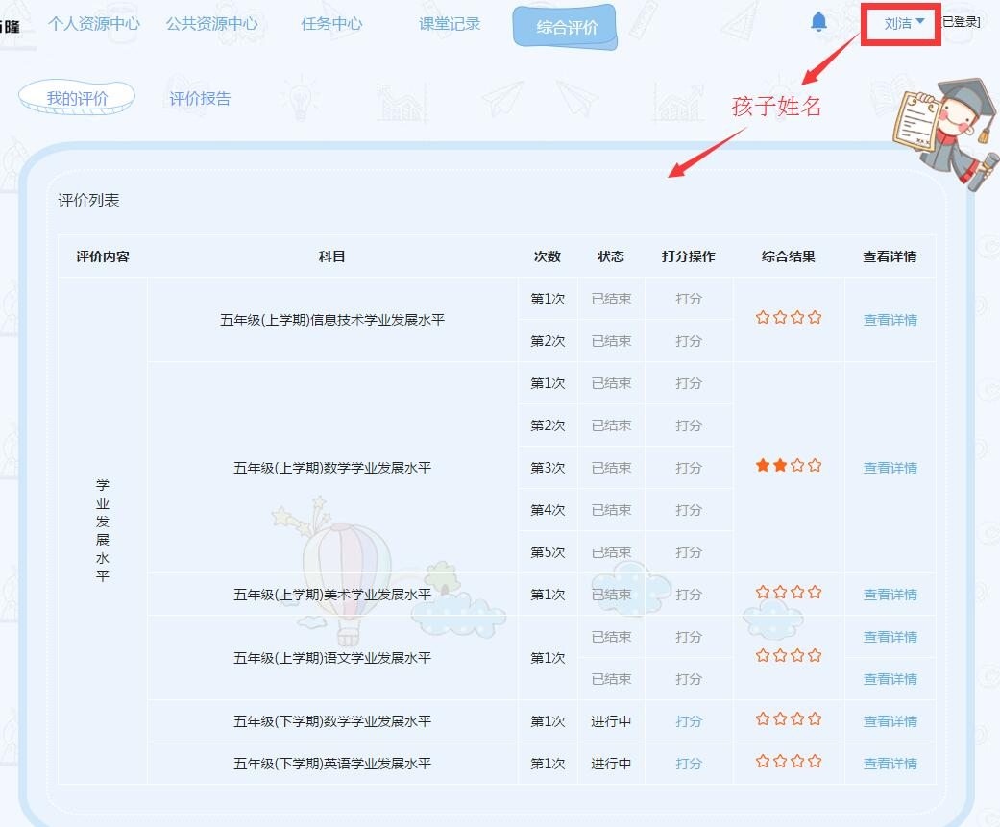 隆 个人资源中心 公共资源中心 任务中心 课堂记录 综合评价 刘洁 已登录]
我的评价 评价报告
孩子姓名
评价列表
评价内容 科目 次数 状态 打分操作 综合结果 查看详情
学业发展水平
五年级(上学期)信息技术学业发展水平 第1次 已结束 打分 查看详情
第2次 已结束 打分
五年级(上学期)数学学业发展水平 第1次 已结束 打分 查看详情
第2次 已结束 打分
第3次 已结束 打分
第4次 已结束 打分
第5次 已结束 打分
五年级(上学期)美术学业发展水平 第1次 已结束 打分 查看详情
五年级(上学期)语文学业发展水平 第1次 已结束 打分 查看详情
已结束 打分 查看详情
五年级(下学期)数学学业发展水平 第1次 进行中 打分 查看详情
五年级(下学期)英语学业发展水平 第1次 进行中 打分 查看详情